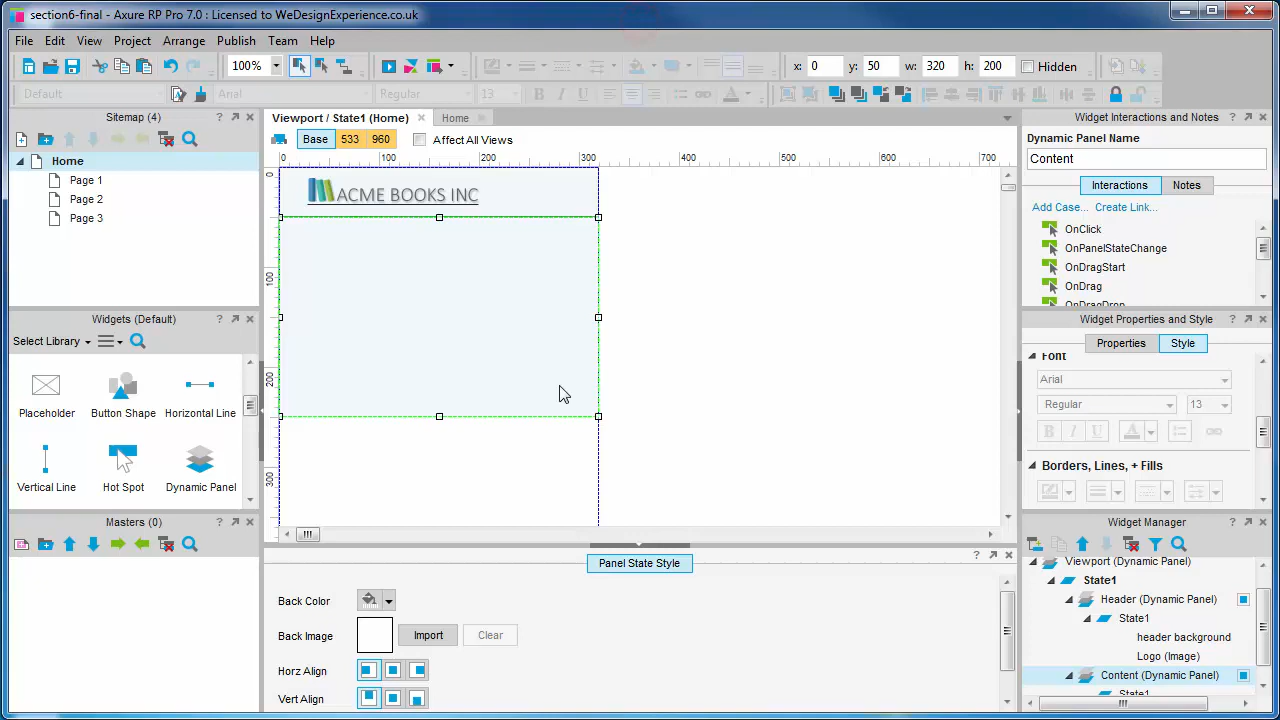 section6-final - Axure RP Pro 7.0 : Licensed to WeDesignExperience.co.uk
File Edit View Project Arrange Publish Team Help
100% x: 0 y: 50 w: 320 h: 200 Hidden
Default Arial Regular 13 B I U A
Sitemap (4)
Home
Page 1
Page 2
Page 3
Widgets (Default)
Select Library
Placeholder Button Shape Horizontal Line
Vertical Line Hot Spot Dynamic Panel
Masters (0)
Viewport / State1 (Home) Home
Base 533 960 Affect All Views
0 100 200 300 400 500 600 700
0
100
200
300
ACME BOOKS INC
Panel State Style
Back Color
Back Image Import Clear
Horz Align
Vert Align
Widget Interactions and Notes
Dynamic Panel Name
Content
Interactions Notes
Add Case... Create Link...
OnClick
OnPanelStateChange
OnDragStart
OnDrag
OnDragDrop
Widget Properties and Style
Properties Style
Font
Arial
Regular 13
B I U A
Borders, Lines, + Fills
Widget Manager
Viewport (Dynamic Panel)
State1
Header (Dynamic Panel)
State1
header background
Logo (Image)
Content (Dynamic Panel)
State1